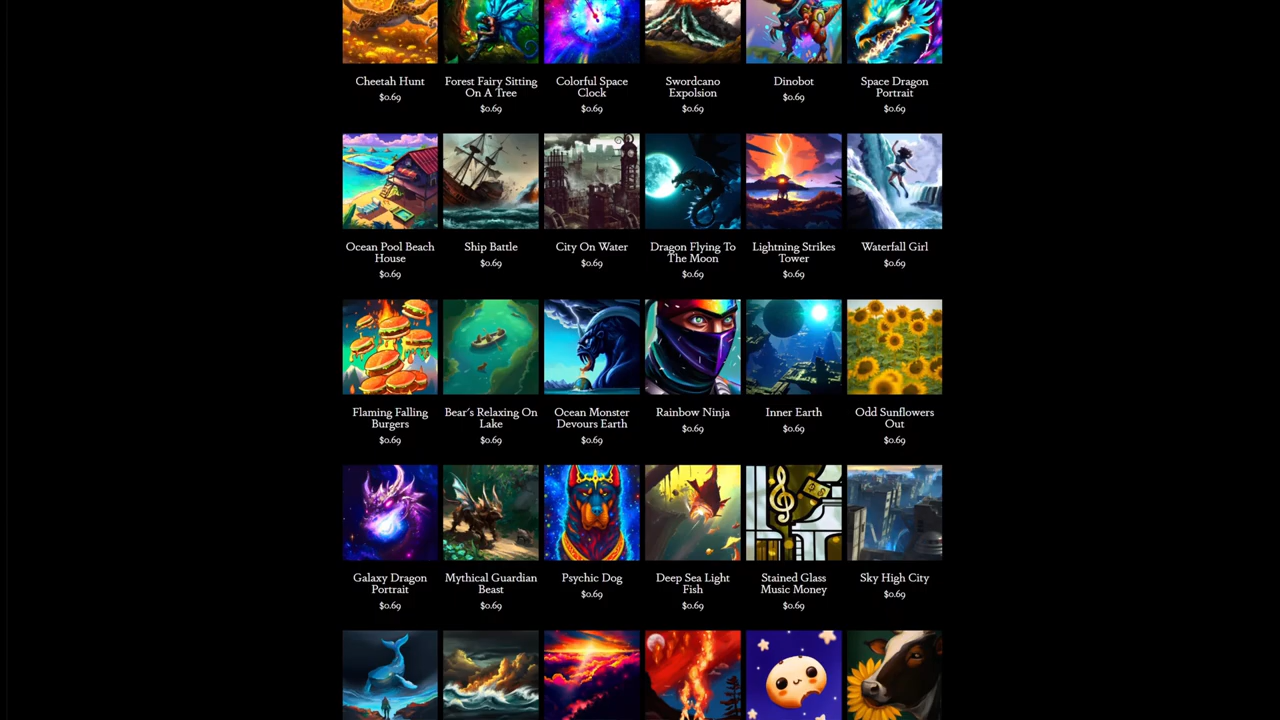 Cheetah Hunt
$0.69
Forest Fairy Sitting
On A Tree
$0.69
Colorful Space
Clock
$0.69
Swordcano
Expolsion
$0.69
Dinobot
$0.69
Space Dragon
Portrait
$0.69
Ocean Pool Beach
House
$0.69
Ship Battle
$0.69
City On Water
$0.69
Dragon Flying To
The Moon
$0.69
Lightning Strikes
Tower
$0.69
Waterfall Girl
$0.69
Flaming Falling
Burgers
$0.69
Bear's Relaxing On
Lake
$0.69
Ocean Monster
Devours Earth
$0.69
Rainbow Ninja
$0.69
Inner Earth
$0.69
Odd Sunflowers
Out
$0.69
Galaxy Dragon
Portrait
$0.69
Mythical Guardian
Beast
$0.69
Psychic Dog
$0.69
Deep Sea Light
Fish
$0.69
Stained Glass
Music Money
$0.69
Sky High City
$0.69